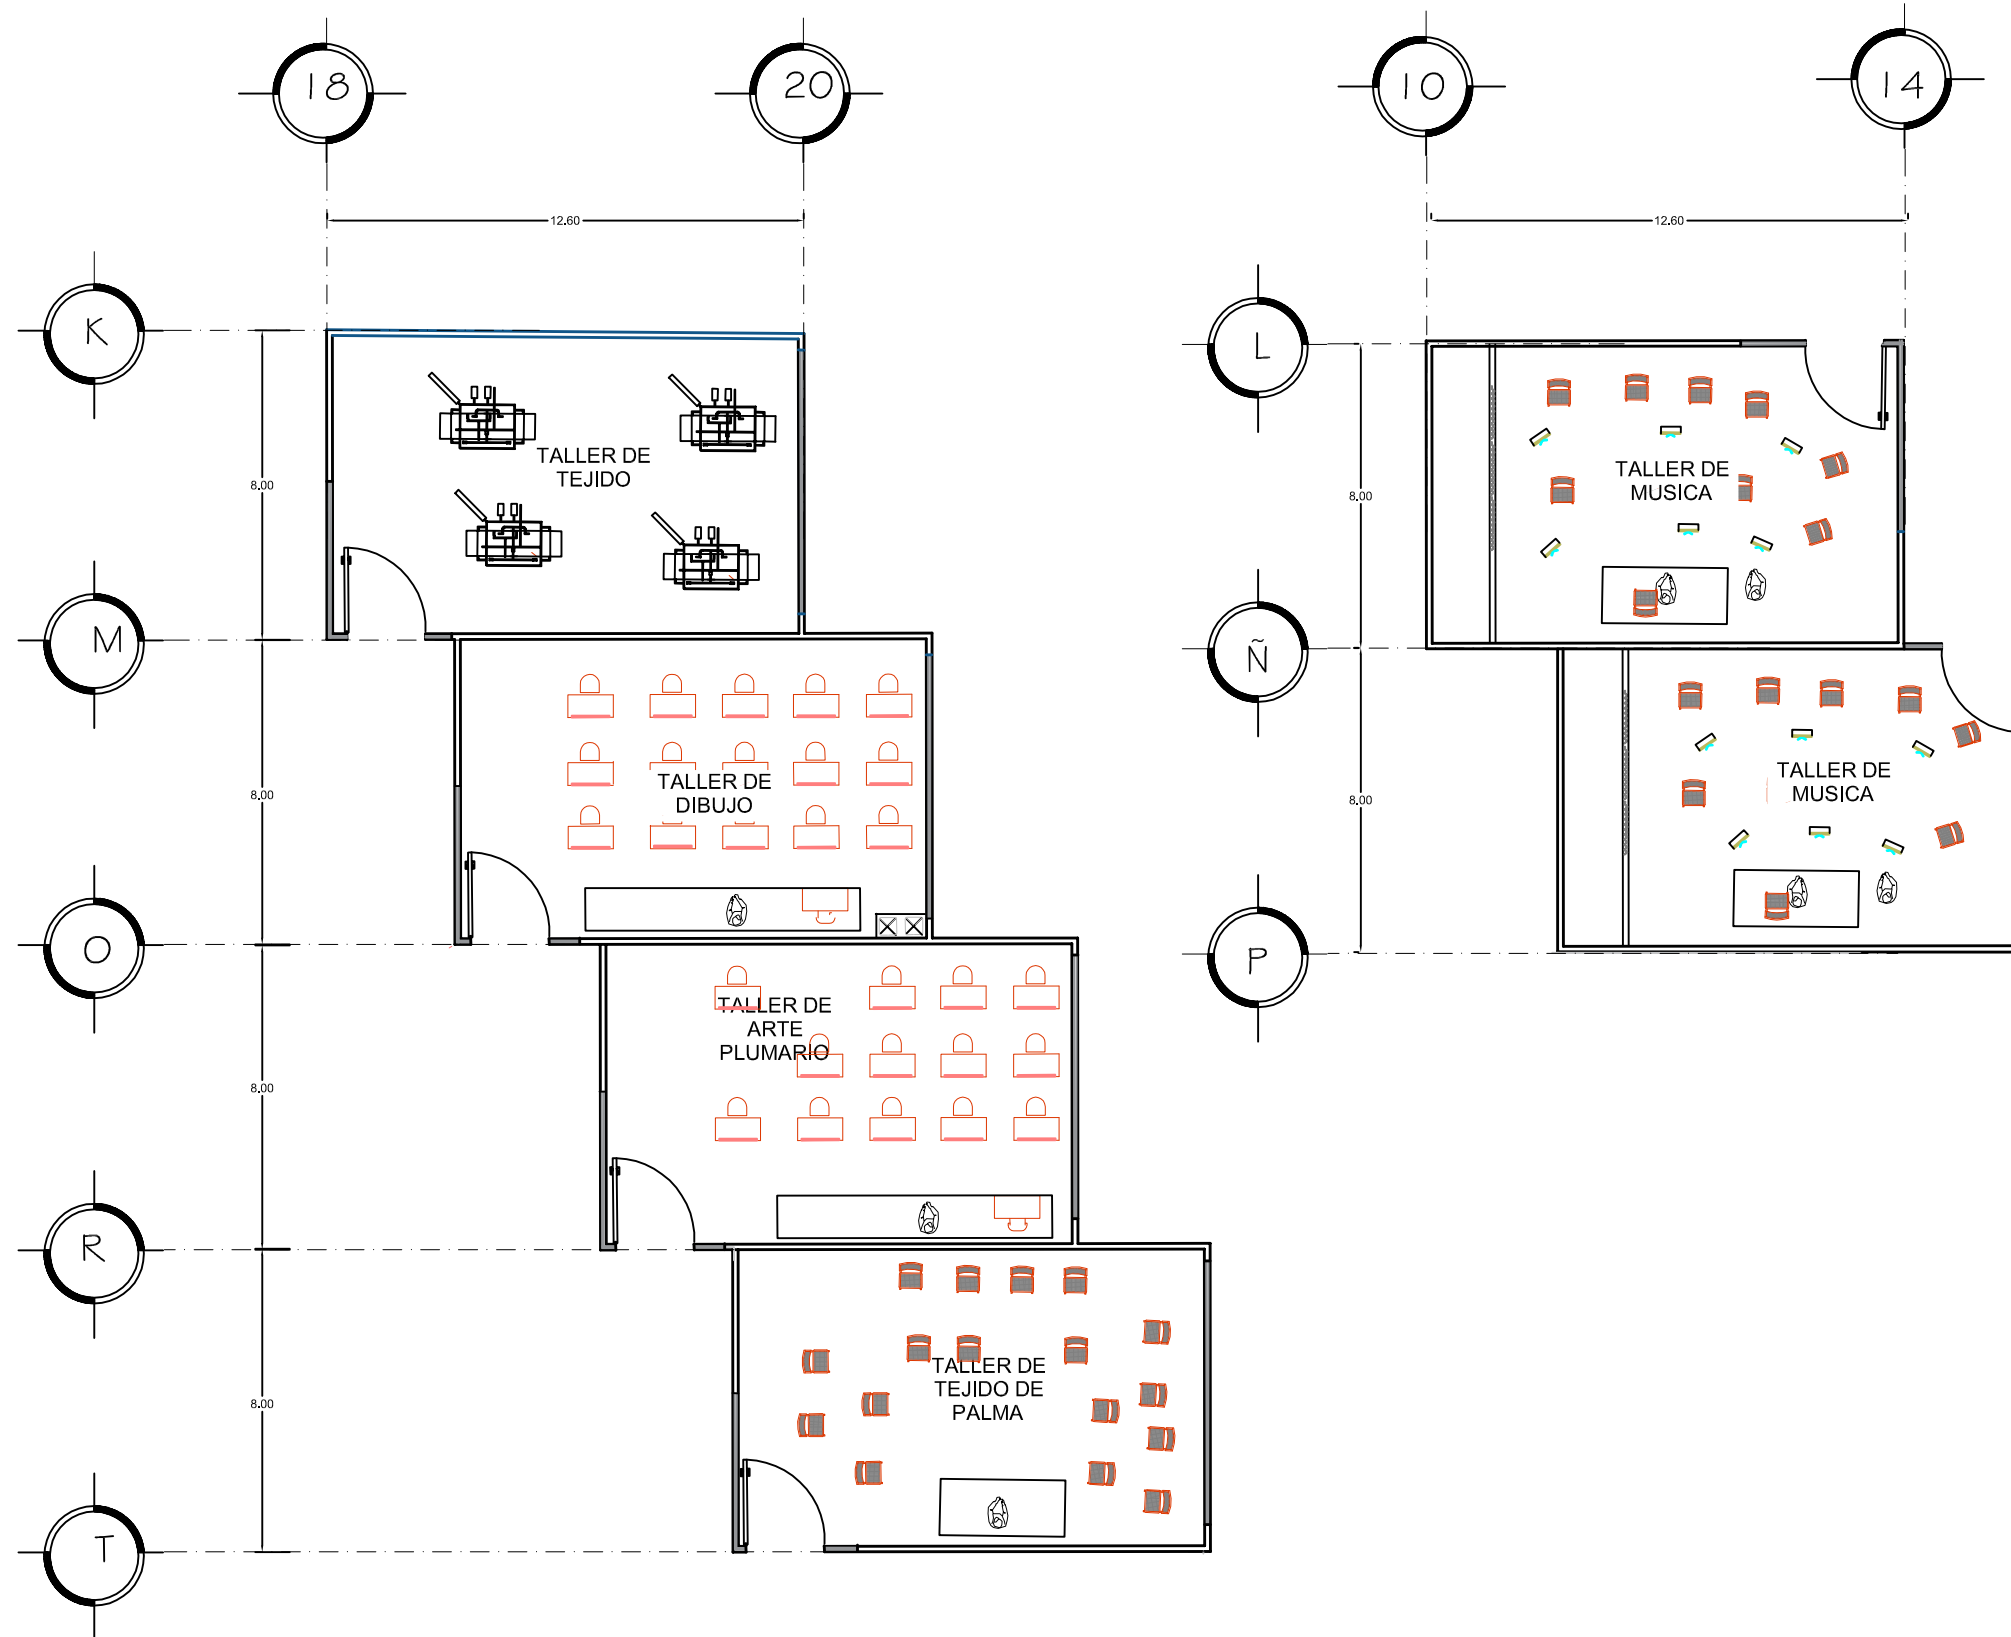 18
20
10
14
12.60
12.60
K
L
8.00
8.00
TALLER DE
TEJIDO
TALLER DE
MUSICA
M
Ñ
8.00
8.00
TALLER DE
DIBUJO
TALLER DE
MUSICA
O
P
8.00
TALLER DE
ARTE
PLUMARIO
R
8.00
TALLER DE
TEJIDO DE
PALMA
T